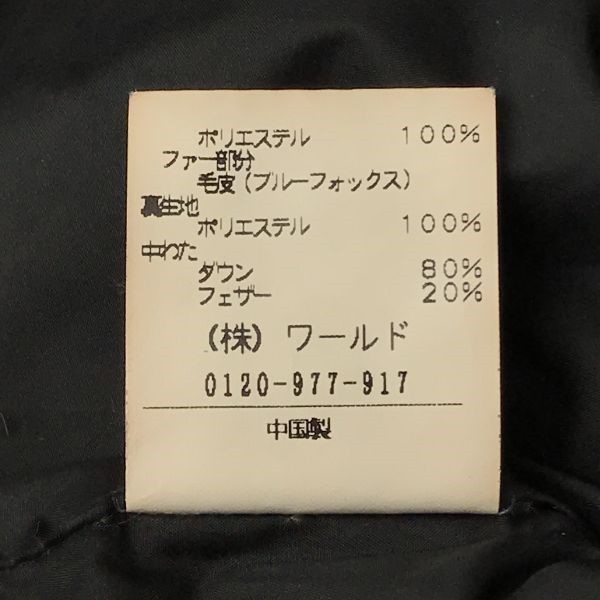 ポリエステル 100%
ファー部分
毛皮(ブルーフォックス)
裏生地
ポリエステル 100%
中わた
ダウン 80%
フェザー 20%
(株)ワールド
0120-977-917
中国製